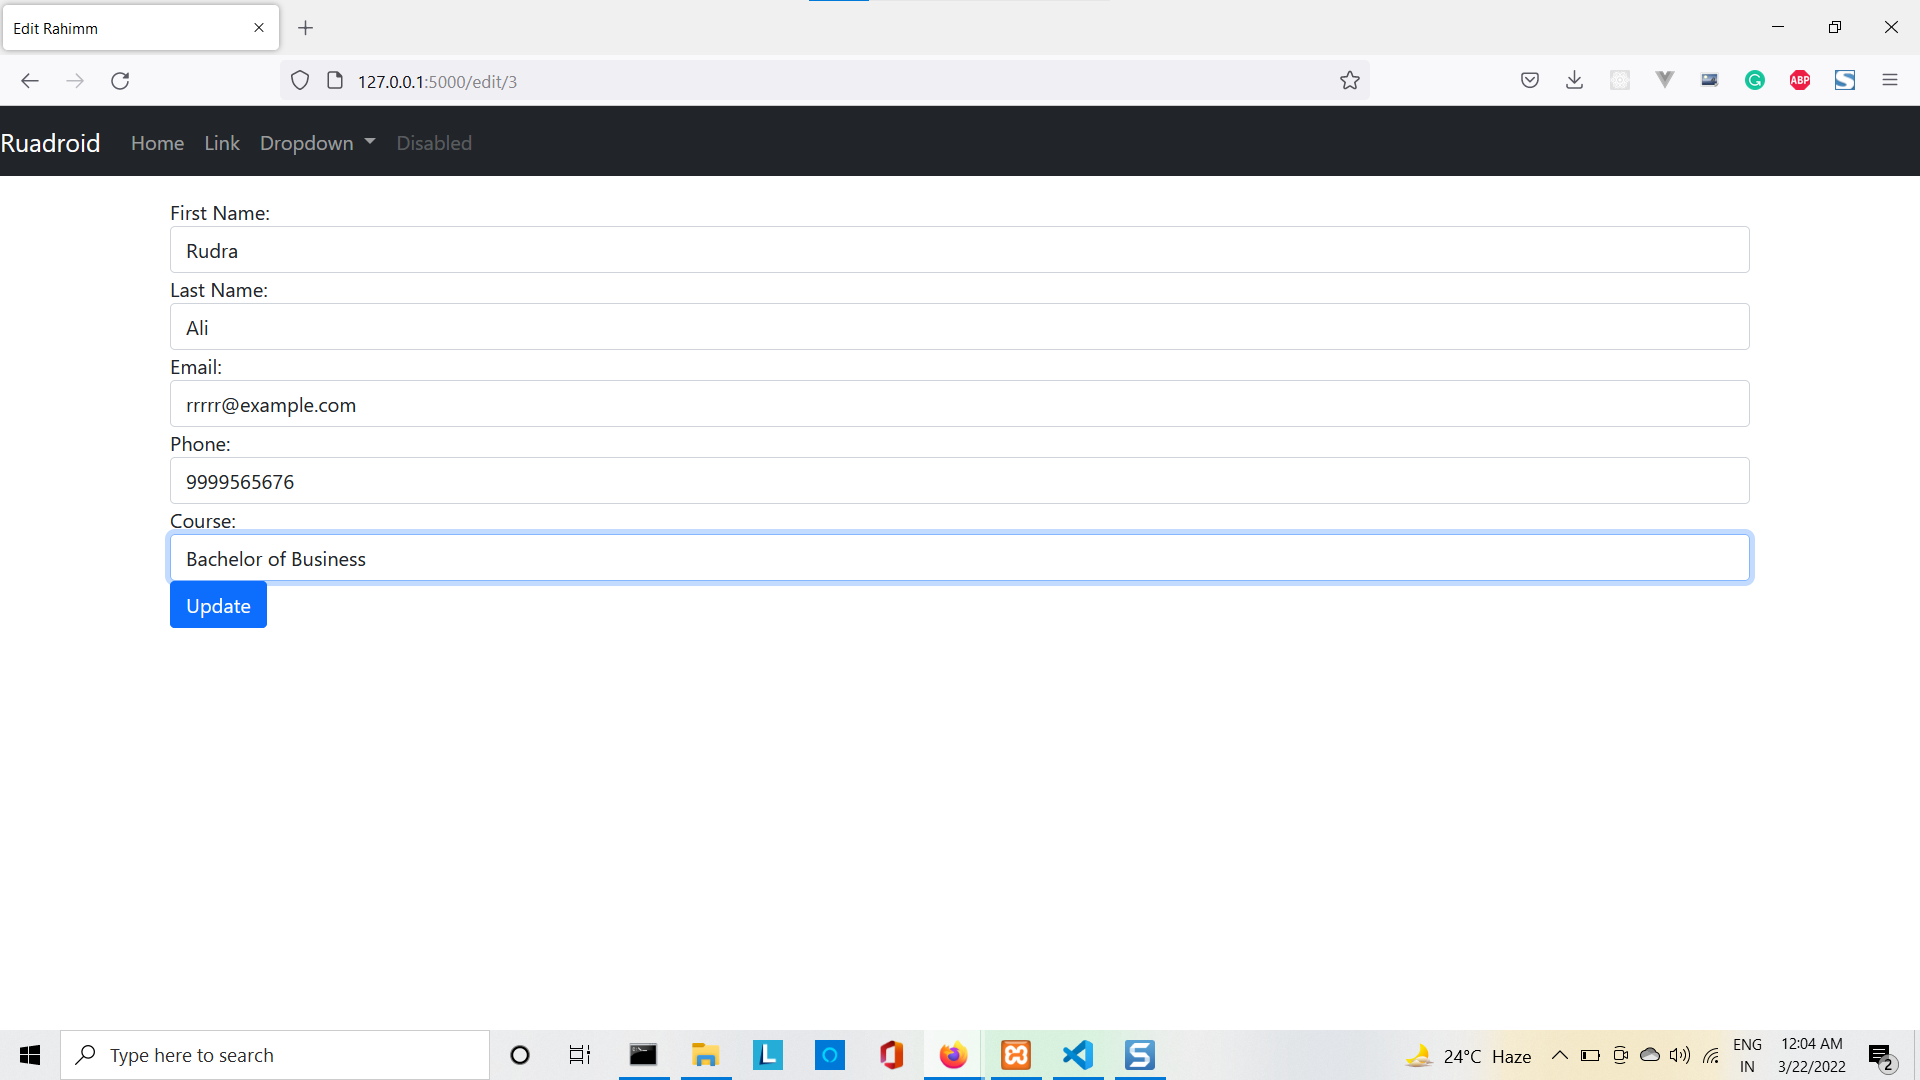 Edit Rahimm
127.0.0.1:5000/edit/3
Ruadroid Home Link Dropdown Disabled
First Name:
Rudra
Last Name:
Ali
Email:
rrrrr@example.com
Phone:
9999565676
Course:
Bachelor of Business
Update
Type here to search
24°C Haze
ENG
IN
12:04 AM
3/22/2022
2